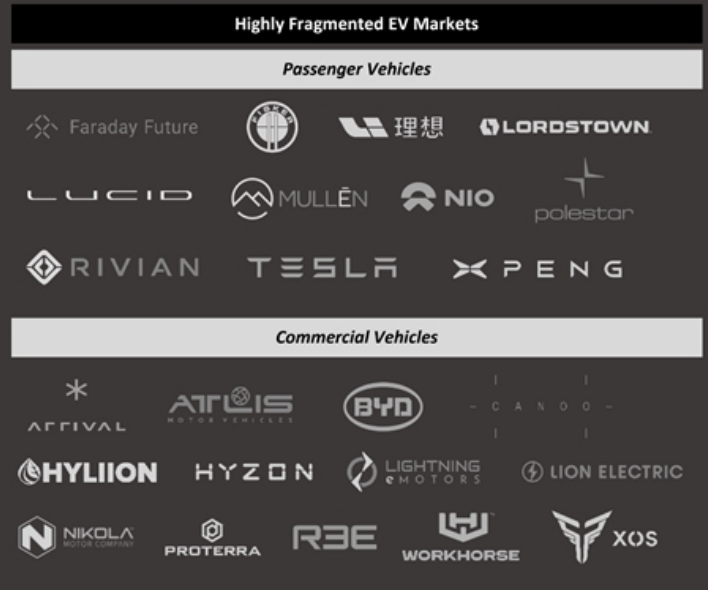 Highly Fragmented EV Markets
Passenger Vehicles
Faraday Future
FISKER
理想
LORDSTOWN
LUCID
MULLĒN
NIO
polestar
RIVIAN
TESLA
XPENG
Commercial Vehicles
ARRIVAL
ATLIS
MOTOR VEHICLES
BYD
CANOO
HYLIION
HYZON
LIGHTNING
eMOTORS
LION ELECTRIC
NIKOLA
MOTOR COMPANY
PROTERRA
REE
WORKHORSE
XOS